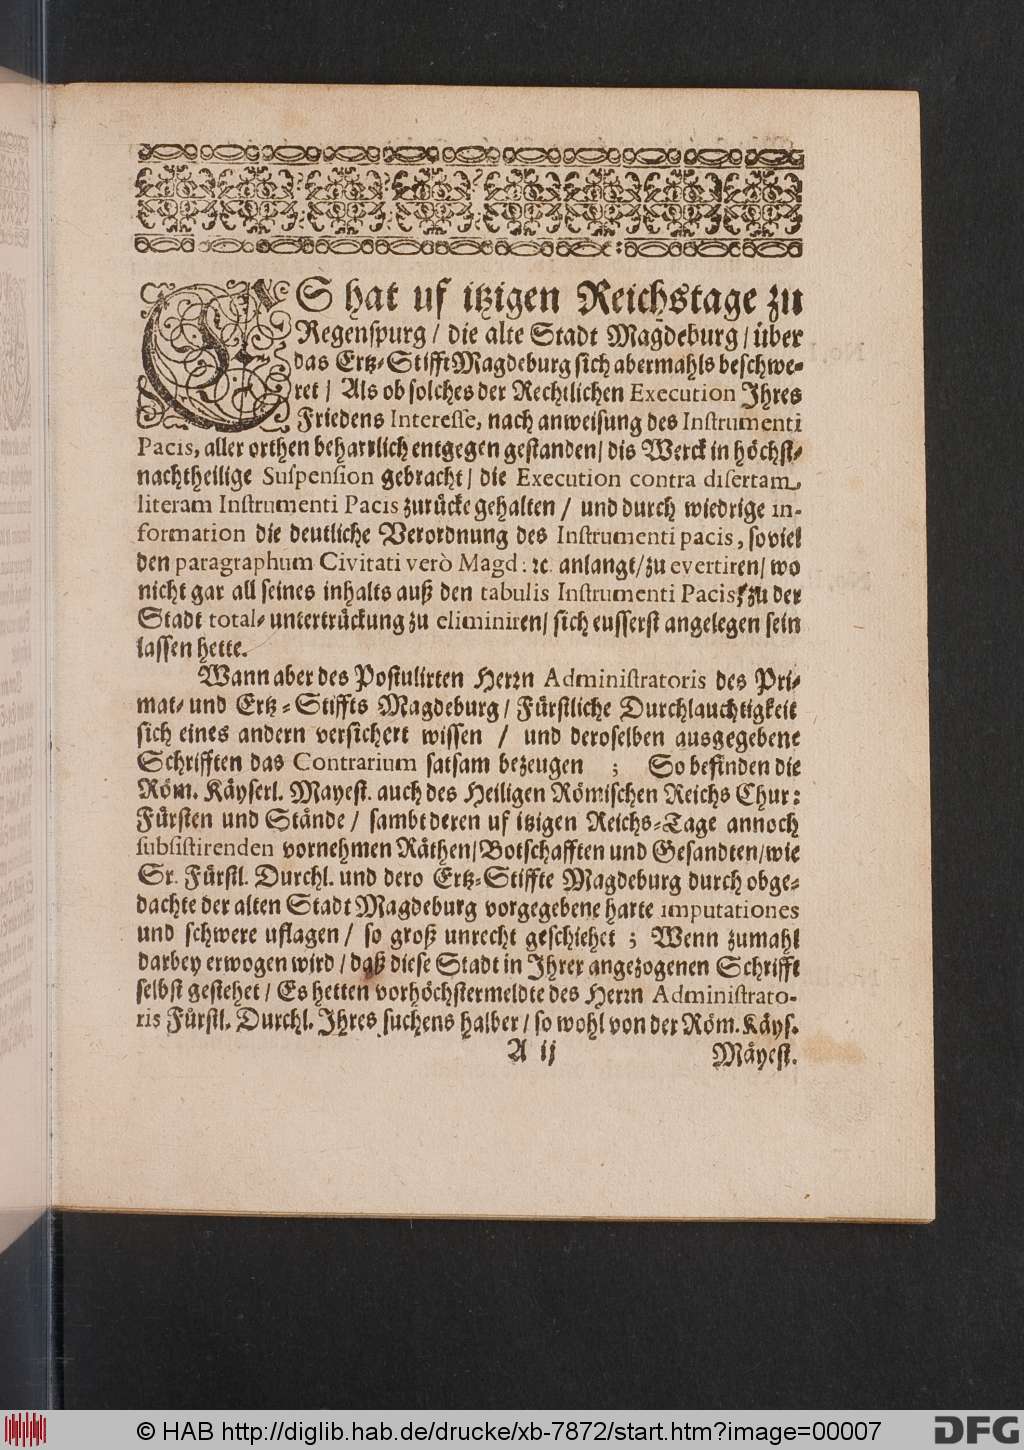 ES hat uf itzigen Reichstage zu
Regenspurg / die alte Stadt Magdeburg / über
das Ertz-Stifft Magdeburg sich abermahls beschwe-
ret / Als ob solches der Rechtlichen Execution Jhres
Friedens Interesse, nach anweisung des Instrumenti
Pacis, aller orthen beharrlich entgegen gestanden / dis Werck in höchst-
nachtheilige Suspension gebracht / die Execution contra disertam
literam Instrumenti Pacis zurücke gehalten / und durch wiedrige in-
formation die deutliche Verordnung des Instrumenti pacis, so viel
den paragraphum Civitati verò Magd: ꝛc. anlangt / zu evertiren / wo
nicht gar all seines inhalts auß den tabulis Instrumenti Pacis / zu der
Stadt total-untertrückung zu eliminiren / sich eusserst angelegen sein
lassen hette.
Wann aber des Postulirten Herrn Administratoris des Pri-
mat- und Ertz-Stiffts Magdeburg / Fürstliche Durchlauchtigkeit
sich eines andern versichert wissen / und deroselben ausgegebene
Schrifften das Contrarium satsam bezeugen ; So befinden die
Röm. Käyserl. Mayest. auch des Heiligen Römischen Reichs Chur:
Fürsten und Stände / sambt deren uf itzigen Reichs-Tage annoch
subsistirenden vornehmen Räthen / Botschafften und Gesandten / wie
Sr. Fürstl. Durchl. und dero Ertz-Stiffte Magdeburg durch obge-
dachte der alten Stadt Magdeburg vorgegebene harte imputationes
und schwere uflagen / so groß unrecht geschiehet ; Wenn zumahl
darbey erwogen wird / daß diese Stadt in Jhrer angezogenen Schrifft
selbst gestehet / Es hetten vorhöchstermeldte des Herrn Administrato-
ris Fürstl. Durchl. Jhres suchens halber / so wohl von der Röm. Käys.
A ij Mäyest.
© HAB http://diglib.hab.de/drucke/xb-7872/start.htm?image=00007
DFG